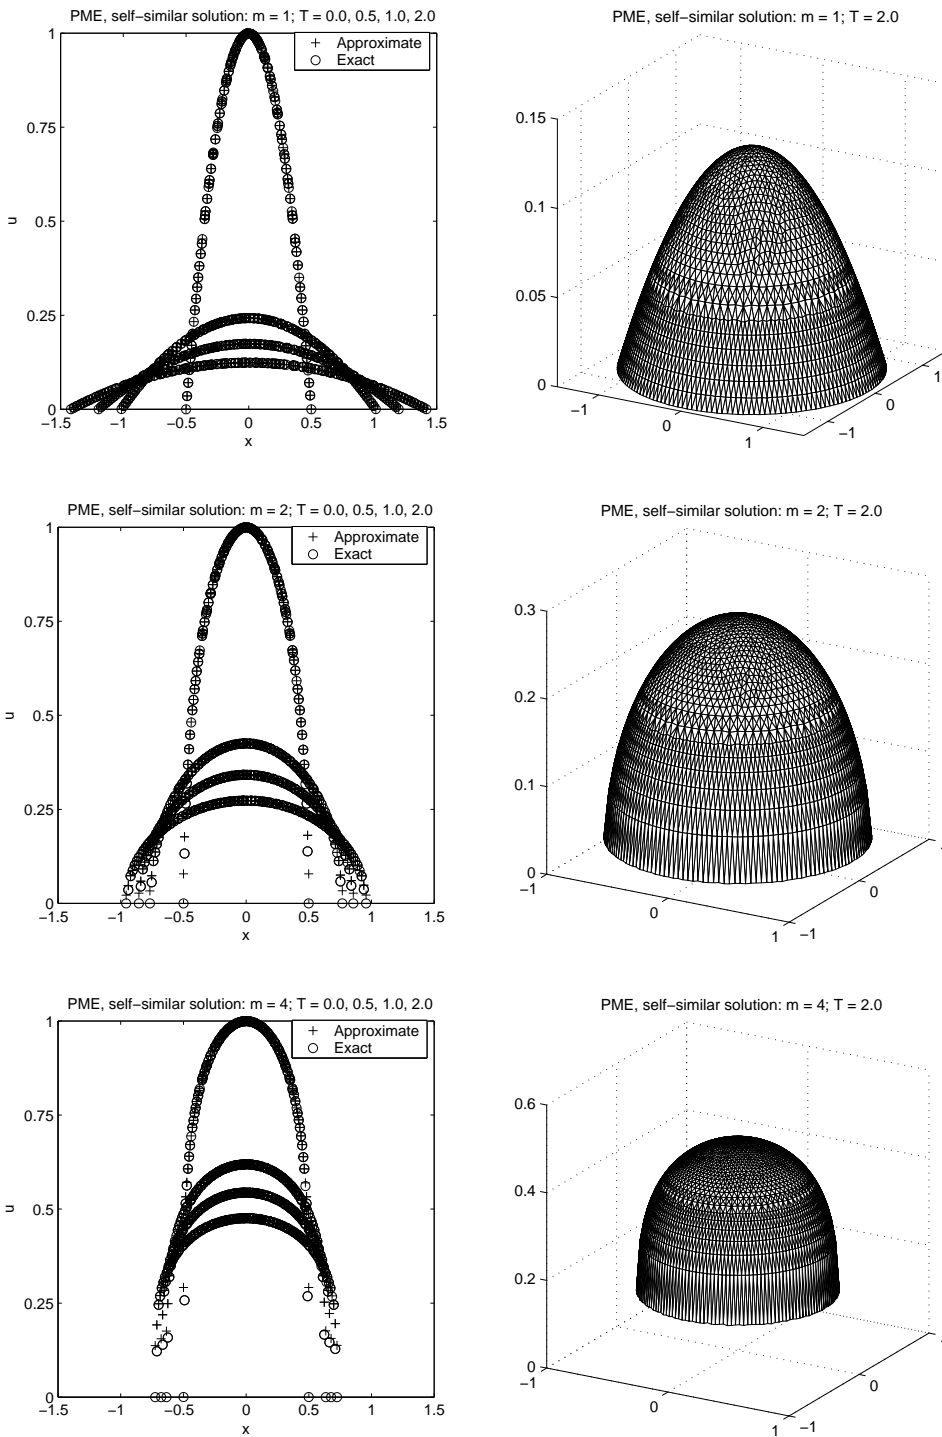 PME, self−similar solution: m = 1; T = 0.0, 0.5, 1.0, 2.0
+ Approximate
○ Exact
1
0.75
0.5
0.25
0
u
−1.5 −1 −0.5 0 0.5 1 1.5
x
PME, self−similar solution: m = 1; T = 2.0
0.15
0.1
0.05
0
−1 0 1
−1 0 1
PME, self−similar solution: m = 2; T = 0.0, 0.5, 1.0, 2.0
+ Approximate
○ Exact
1
0.75
0.5
0.25
0
u
−1.5 −1 −0.5 0 0.5 1 1.5
x
PME, self−similar solution: m = 2; T = 2.0
0.3
0.2
0.1
0
−1 0 1
−1 0
PME, self−similar solution: m = 4; T = 0.0, 0.5, 1.0, 2.0
+ Approximate
○ Exact
1
0.75
0.5
0.25
0
u
−1.5 −1 −0.5 0 0.5 1 1.5
x
PME, self−similar solution: m = 4; T = 2.0
0.6
0.4
0.2
0
−1 0 1
−1 0